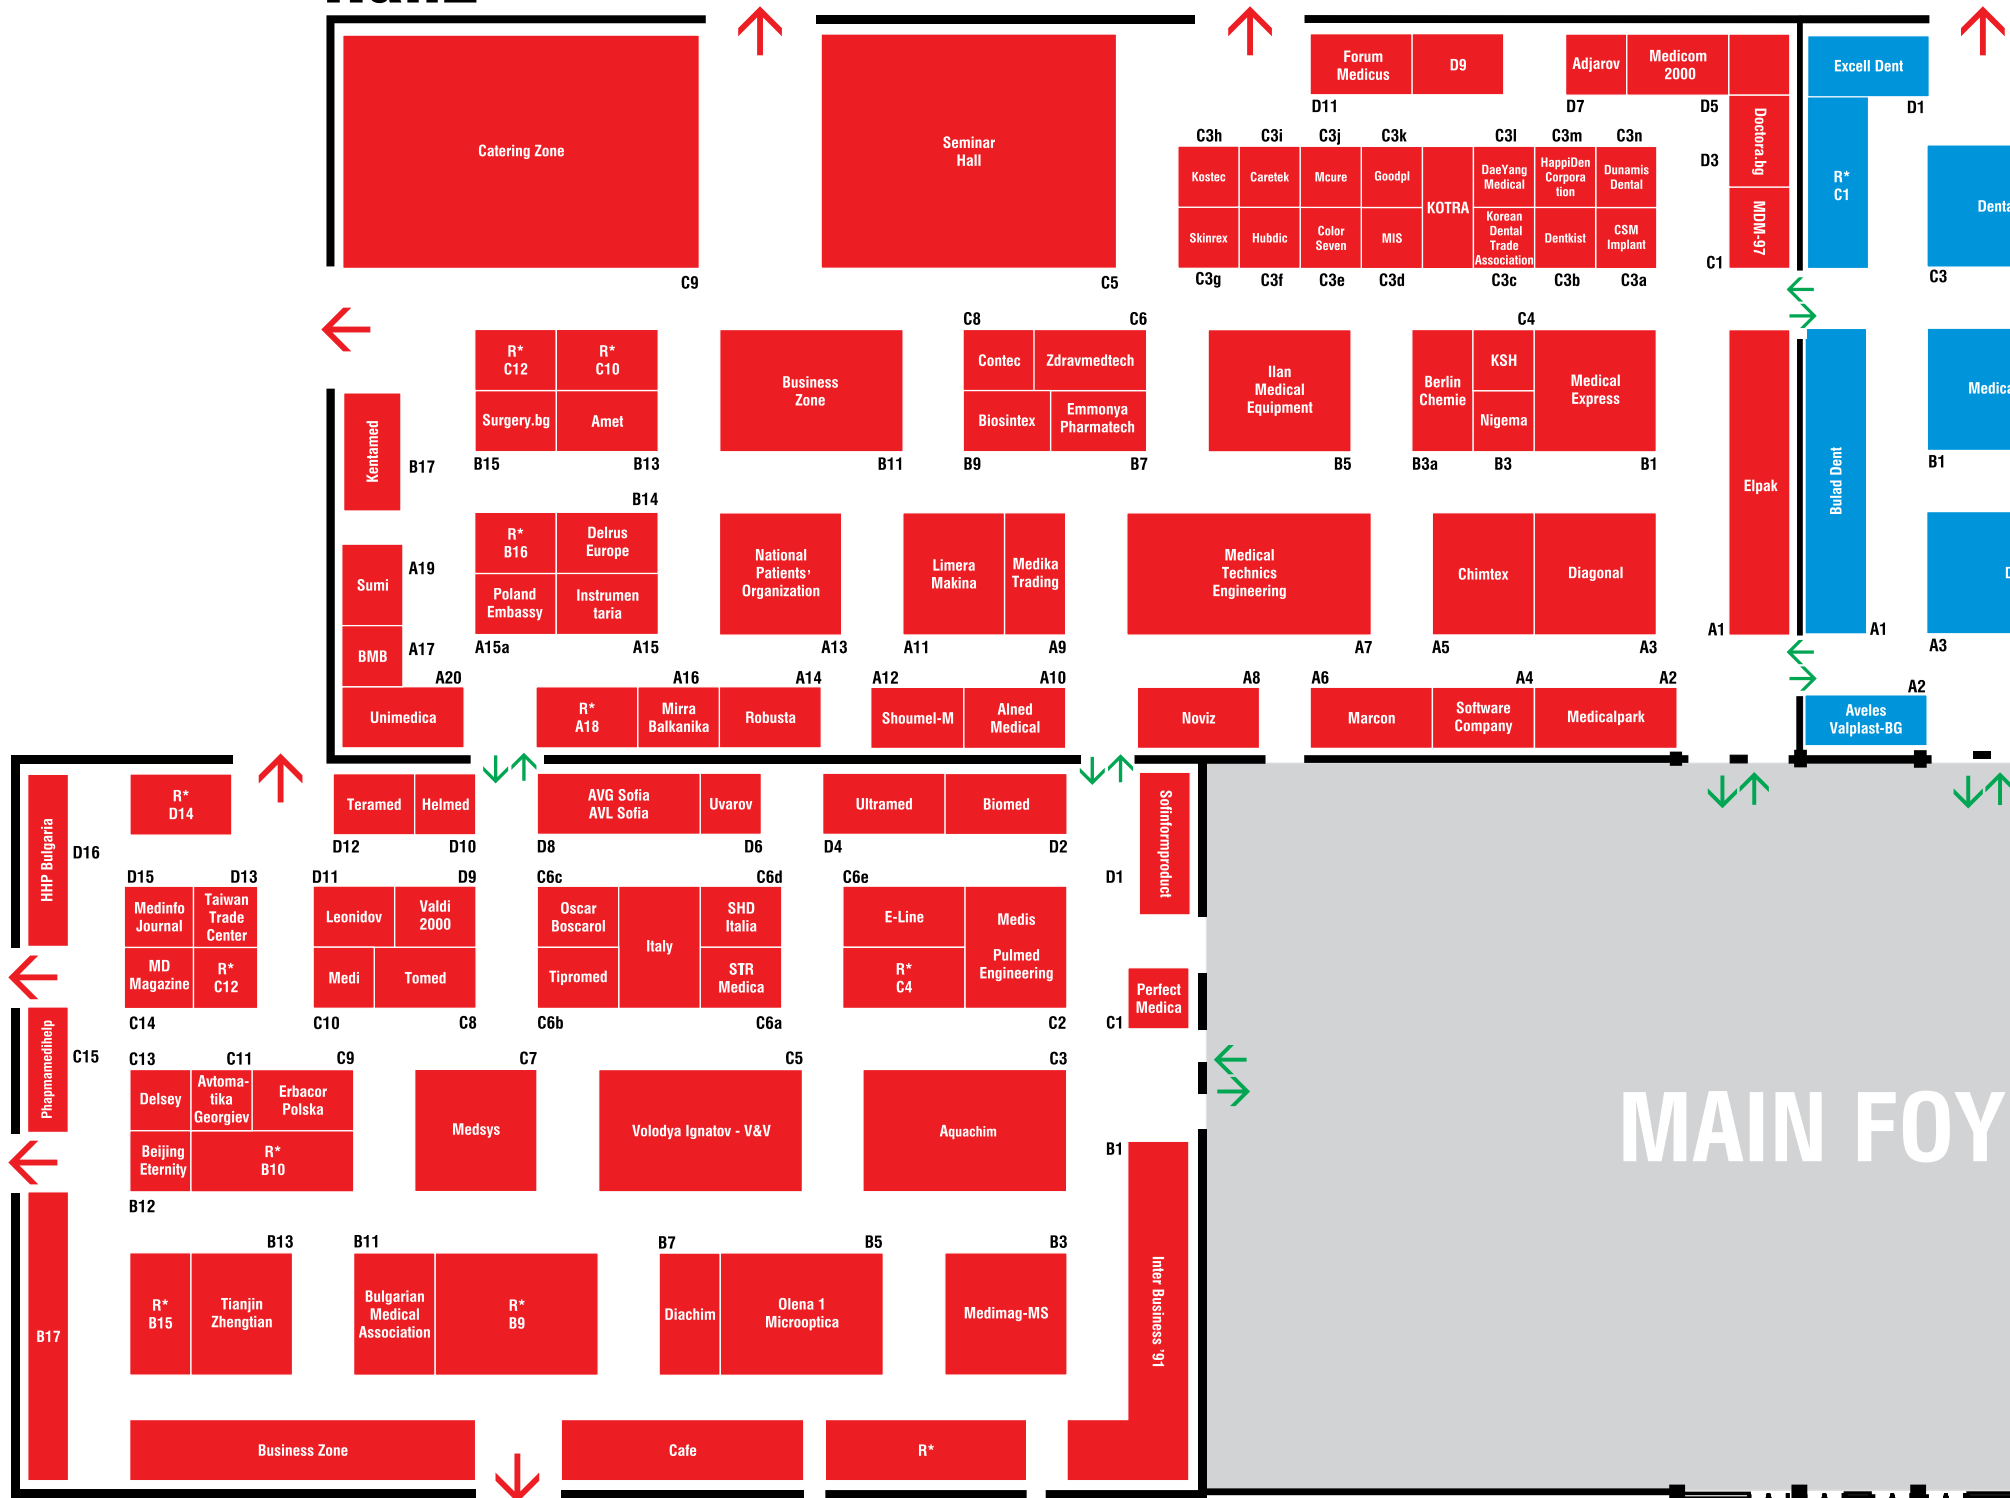 Catering Zone
C9
Seminar
Hall
C5
Forum
Medicus
D9
D11
Adjarov
Medicom
2000
D7
D5
Doctora.bg
D3
MDM-97
C1
Excell Dent
D1
R*
C1
C3
C3h
C3i
C3j
C3k
C3l
C3m
C3n
Kostec
Caretek
Mcure
Goodpl
KOTRA
DaeYang
Medical
HappiDen
Corpora
tion
Dunamis
Dental
Skinrex
Hubdic
Color
Seven
MIS
Korean
Dental
Trade
Association
Dentkist
CSM
Implant
C3g
C3f
C3e
C3d
C3c
C3b
C3a
R*
C12
R*
C10
Surgery.bg
Amet
B15
B13
Business
Zone
B11
C8
C6
Contec
Zdravmedtech
Biosintex
Emmonya
Pharmatech
B9
B7
Ilan
Medical
Equipment
B5
C4
Berlin
Chemie
KSH
Nigema
Medical
Express
B3a
B3
B1
Elpak
A1
Bulad Dent
A1
B1
A3
Kentamed
B17
Sumi
A19
BMB
A17
A20
Unimedica
B14
R*
B16
Delrus
Europe
Poland
Embassy
Instrumen
taria
A15a
A15
National
Patients'
Organization
A13
Limera
Makina
Medika
Trading
A11
A9
Medical
Technics
Engineering
A7
Chimtex
Diagonal
A5
A3
A16
A14
R*
A18
Mirra
Balkanika
Robusta
A12
A10
Shoumel-M
Alned
Medical
A8
Noviz
A6
A4
A2
Marcon
Software
Company
Medicalpark
A2
Aveles
Valplast-BG
HHP Bulgaria
D16
R*
D14
Teramed
Helmed
D12
D10
AVG Sofia
AVL Sofia
Uvarov
D8
D6
Ultramed
Biomed
D4
D2
Sofinformproduct
D1
D15
D13
Medinfo
Journal
Taiwan
Trade
Center
MD
Magazine
R*
C12
C14
D11
D9
Leonidov
Valdi
2000
Medi
Tomed
C10
C8
C6c
C6d
Oscar
Boscarol
Italy
SHD
Italia
Tipromed
STR
Medica
C6b
C6a
C6e
E-Line
Medis
R*
C4
Pulmed
Engineering
C2
Perfect
Medica
C1
Phapmamedihelp
C15
C13
C11
C9
Delsey
Avtoma-
tika
Georgiev
Erbacor
Polska
Beijing
Eternity
R*
B10
B12
C7
Medsys
C5
Volodya Ignatov - V&V
C3
Aquachim
B1
Inter Business '91
MAIN FOY
B17
B13
R*
B15
Tianjin
Zhengtian
B11
Bulgarian
Medical
Association
R*
B9
B7
B5
Diachim
Olena 1
Microoptica
B3
Medimag-MS
Business Zone
Cafe
R*